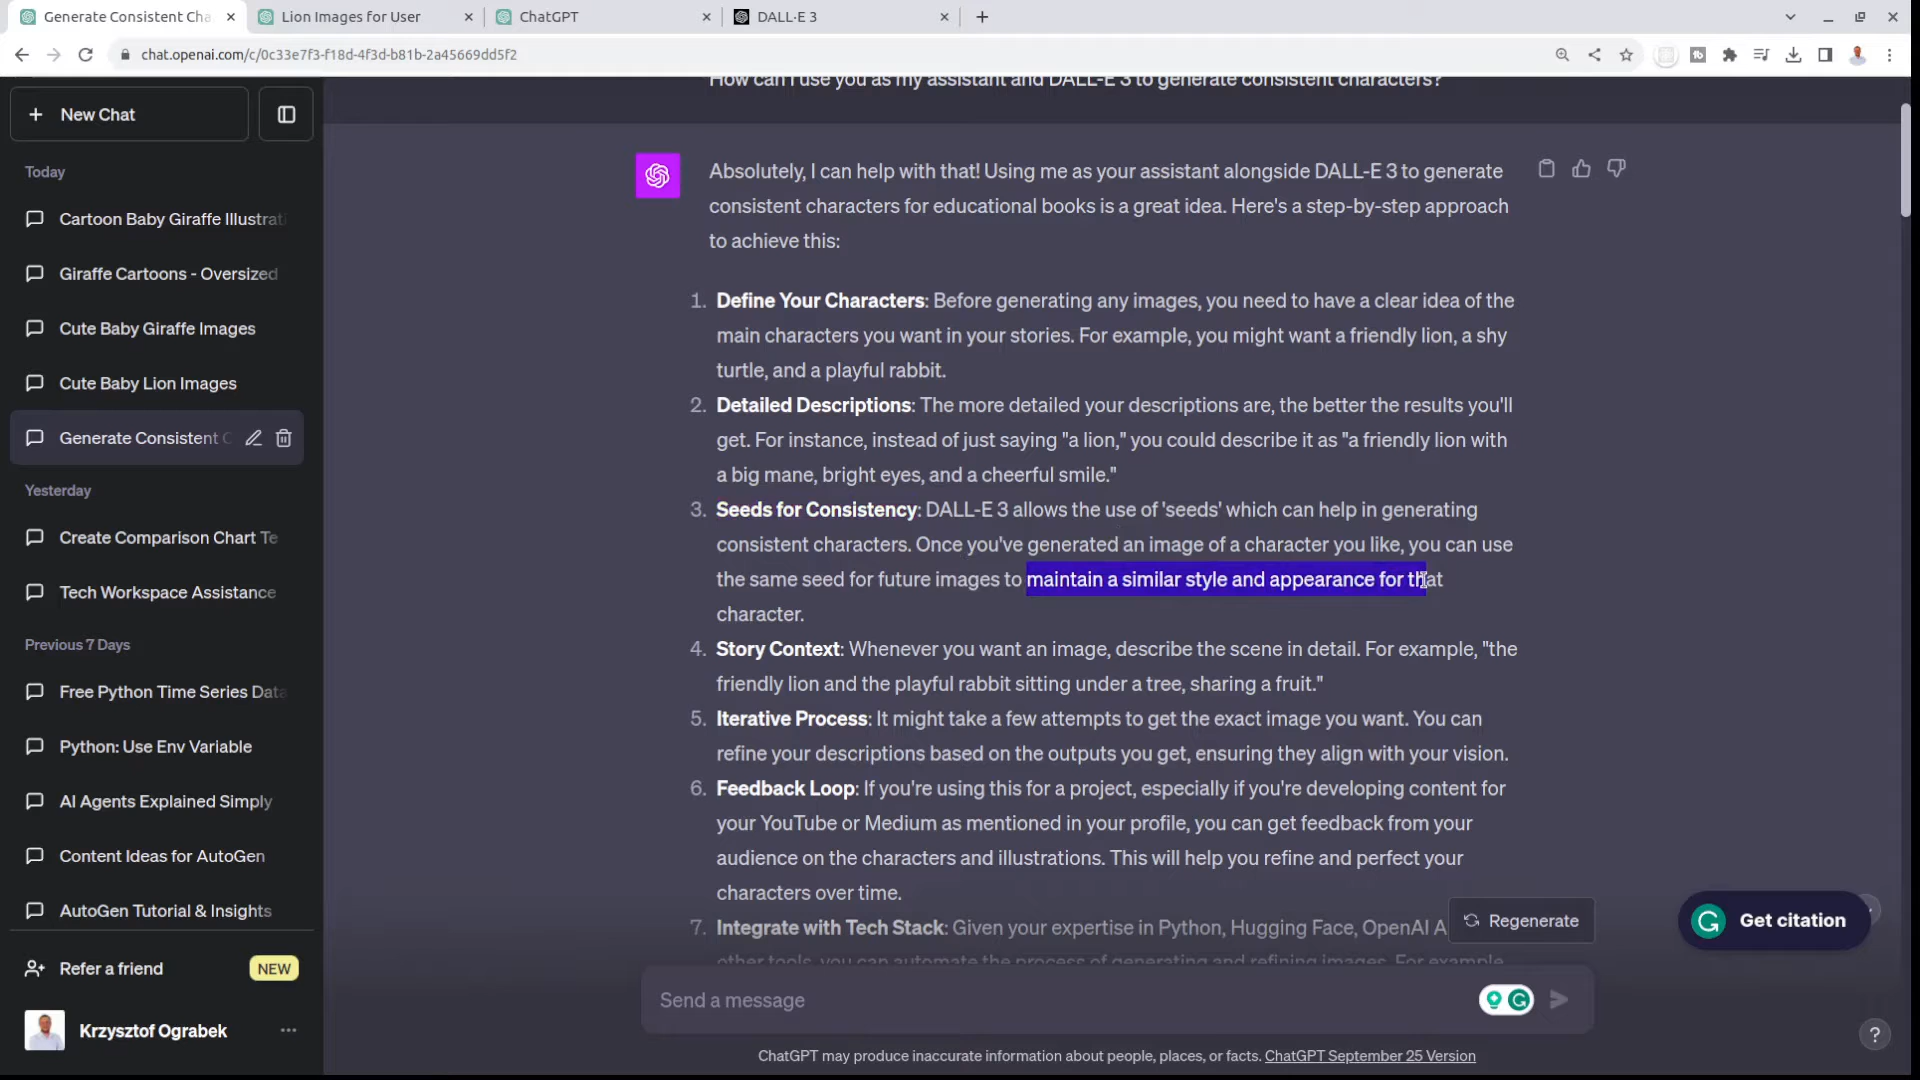 Generate Consistent Cha
Lion Images for User
ChatGPT
DALL·E 3
chat.openai.com/c/0c33e7f3-f18d-4f3d-b81b-2a45669dd5f2
New Chat
Today
Cartoon Baby Giraffe Illustrati
Giraffe Cartoons - Oversized
Cute Baby Giraffe Images
Cute Baby Lion Images
Generate Consistent C
Yesterday
Create Comparison Chart Te
Tech Workspace Assistance
Previous 7 Days
Free Python Time Series Data
Python: Use Env Variable
AI Agents Explained Simply
Content Ideas for AutoGen
AutoGen Tutorial & Insights
Refer a friend
NEW
Krzysztof Ograbek
How can I use you as my assistant and DALL-E 3 to generate consistent characters?
Absolutely, I can help with that! Using me as your assistant alongside DALL-E 3 to generate
consistent characters for educational books is a great idea. Here's a step-by-step approach
to achieve this:
1. Define Your Characters: Before generating any images, you need to have a clear idea of the
main characters you want in your stories. For example, you might want a friendly lion, a shy
turtle, and a playful rabbit.
2. Detailed Descriptions: The more detailed your descriptions are, the better the results you'll
get. For instance, instead of just saying "a lion," you could describe it as "a friendly lion with
a big mane, bright eyes, and a cheerful smile."
3. Seeds for Consistency: DALL-E 3 allows the use of 'seeds' which can help in generating
consistent characters. Once you've generated an image of a character you like, you can use
the same seed for future images to maintain a similar style and appearance for that
character.
4. Story Context: Whenever you want an image, describe the scene in detail. For example, "the
friendly lion and the playful rabbit sitting under a tree, sharing a fruit."
5. Iterative Process: It might take a few attempts to get the exact image you want. You can
refine your descriptions based on the outputs you get, ensuring they align with your vision.
6. Feedback Loop: If you're using this for a project, especially if you're developing content for
your YouTube or Medium as mentioned in your profile, you can get feedback from your
audience on the characters and illustrations. This will help you refine and perfect your
characters over time.
7. Integrate with Tech Stack: Given your expertise in Python, Hugging Face, OpenAI A
other tools, you can automate the process of generating and refining images. For example
Regenerate
Get citation
Send a message
ChatGPT may produce inaccurate information about people, places, or facts. ChatGPT September 25 Version
?